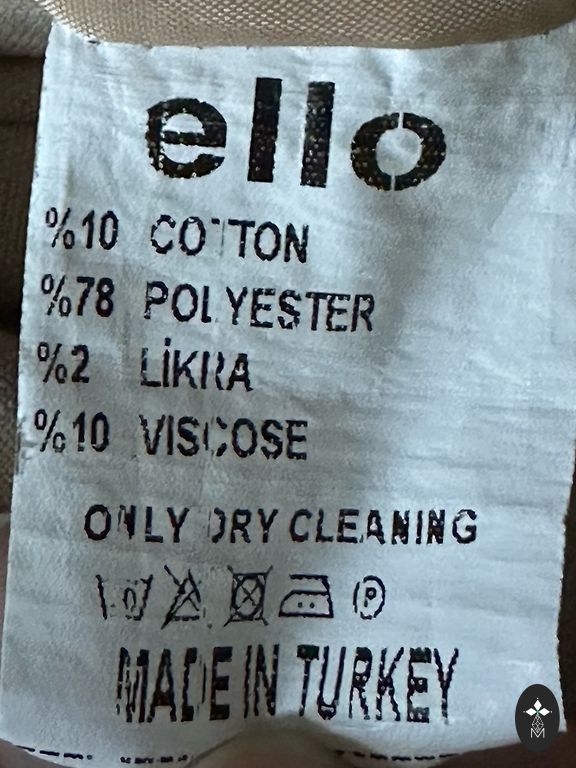 ello
%10 COTTON
%78 POLYESTER
%2 LİKRA
%10 VISCOSE
ONLY DRY CLEANING
P
MADE IN TURKEY
M